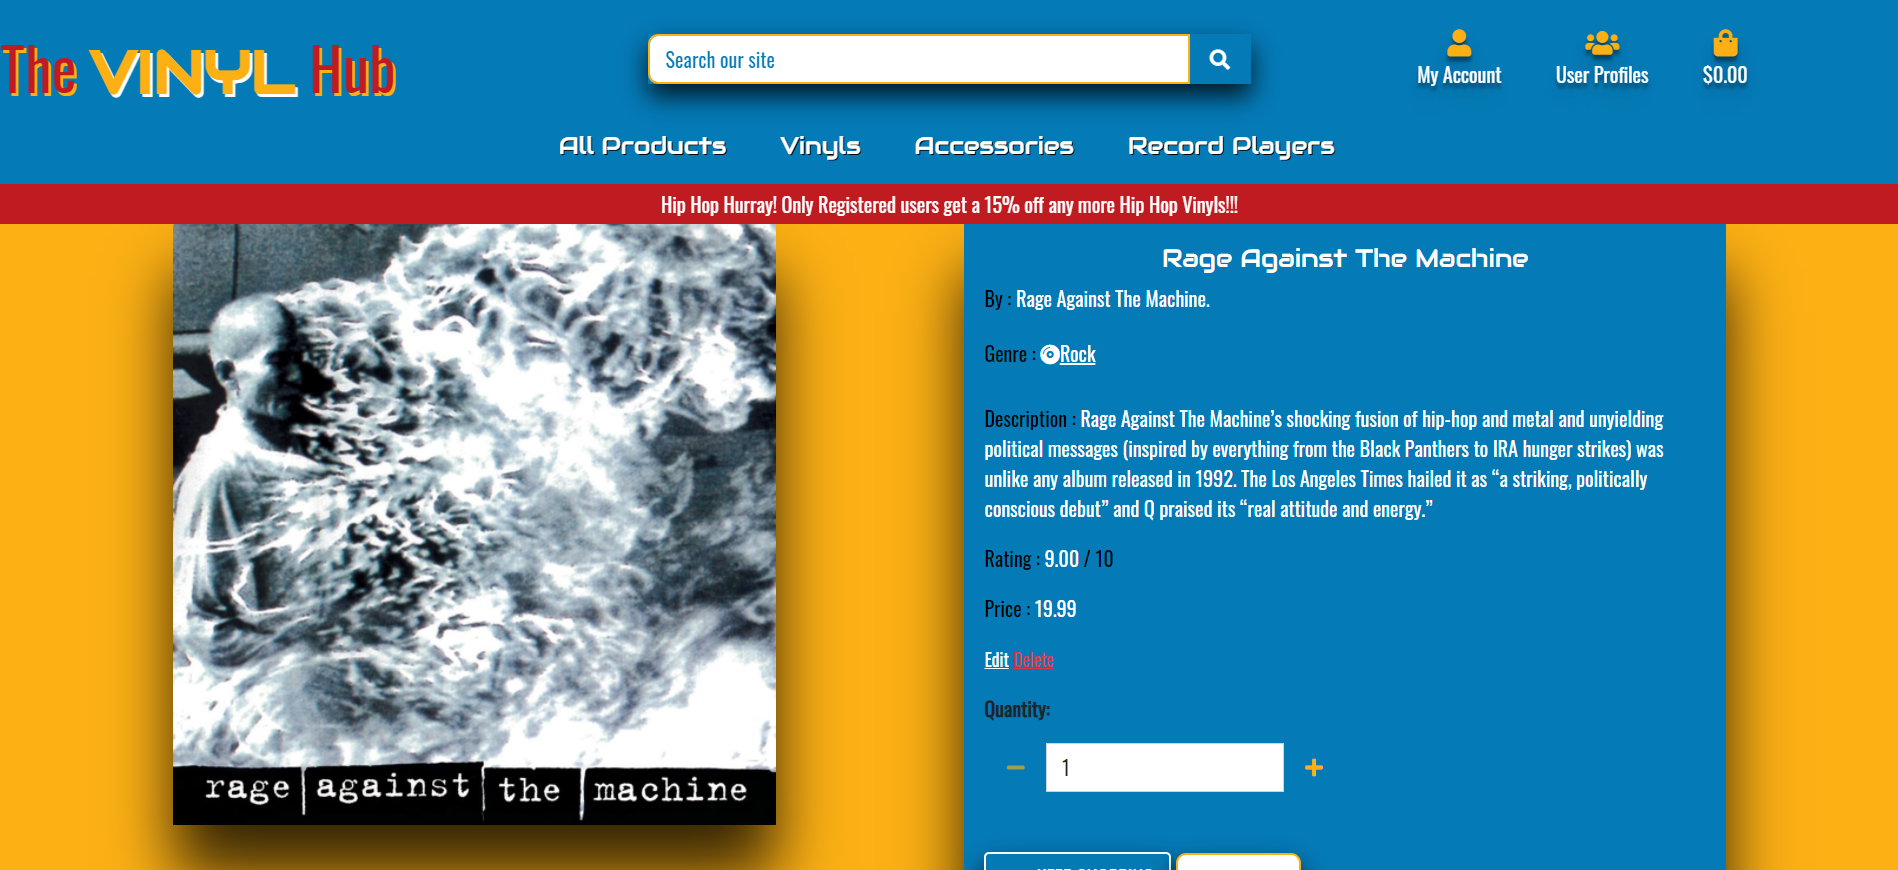 The VINYL Hub
Search our site
My Account
User Profiles
$0.00
All Products
Vinyls
Accessories
Record Players
Hip Hop Hurray! Only Registered users get a 15% off any more Hip Hop Vinyls!!!
rage against the machine
Rage Against The Machine
By : Rage Against The Machine.
Genre : Rock
Description : Rage Against The Machine’s shocking fusion of hip-hop and metal and unyielding
political messages (inspired by everything from the Black Panthers to IRA hunger strikes) was
unlike any album released in 1992. The Los Angeles Times hailed it as “a striking, politically
conscious debut” and Q praised its “real attitude and energy.”
Rating : 9.00 / 10
Price : 19.99
Edit Delete
Quantity:
1